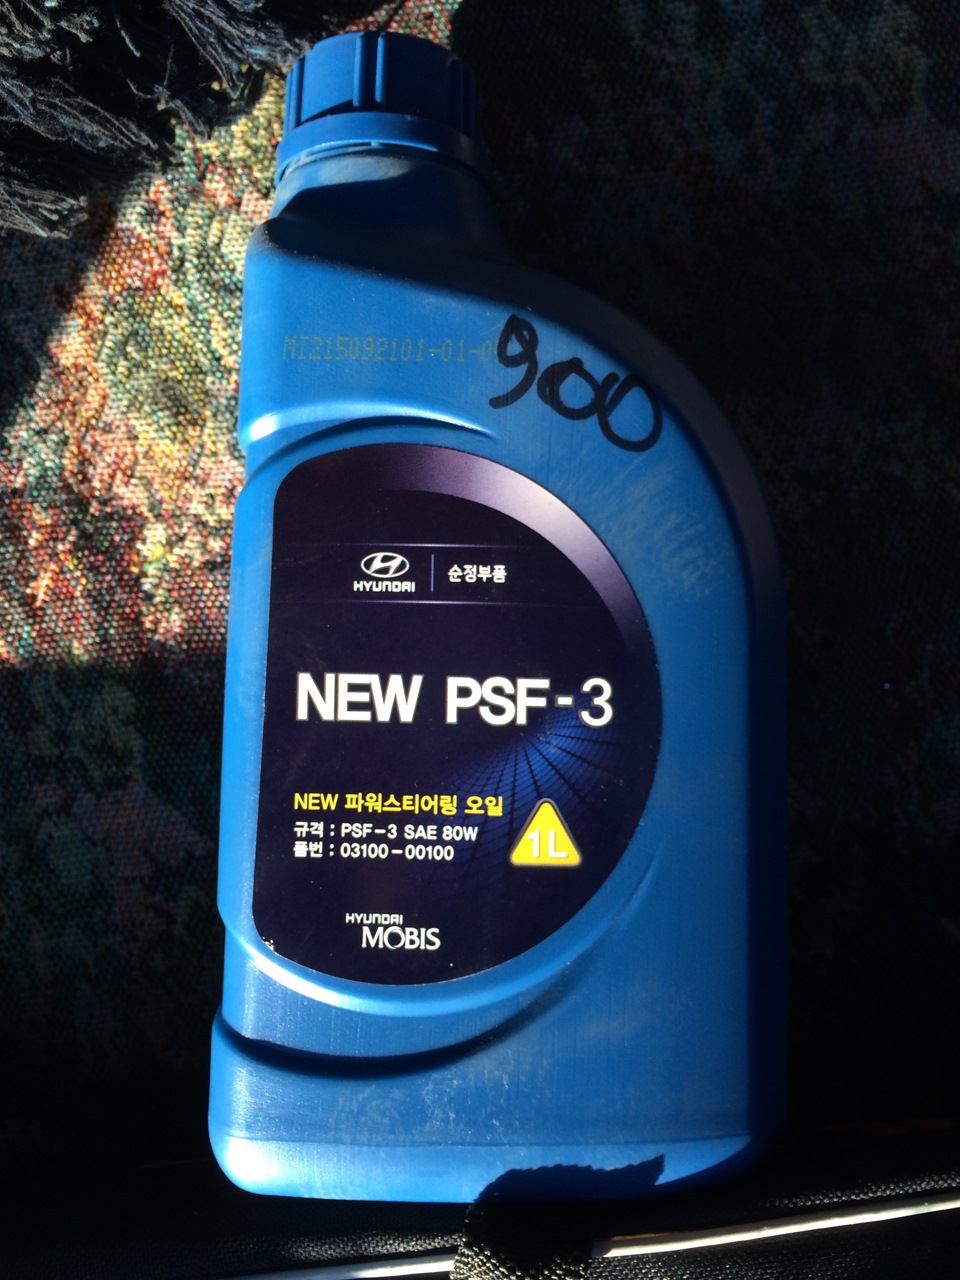 MI215092101-01-0
900
HYUNDAI | 순정부품
NEW PSF-3
NEW 파워스티어링 오일
규격 : PSF-3 SAE 80W
품번 : 03100-00100
1L
HYUNDAI
MOBIS